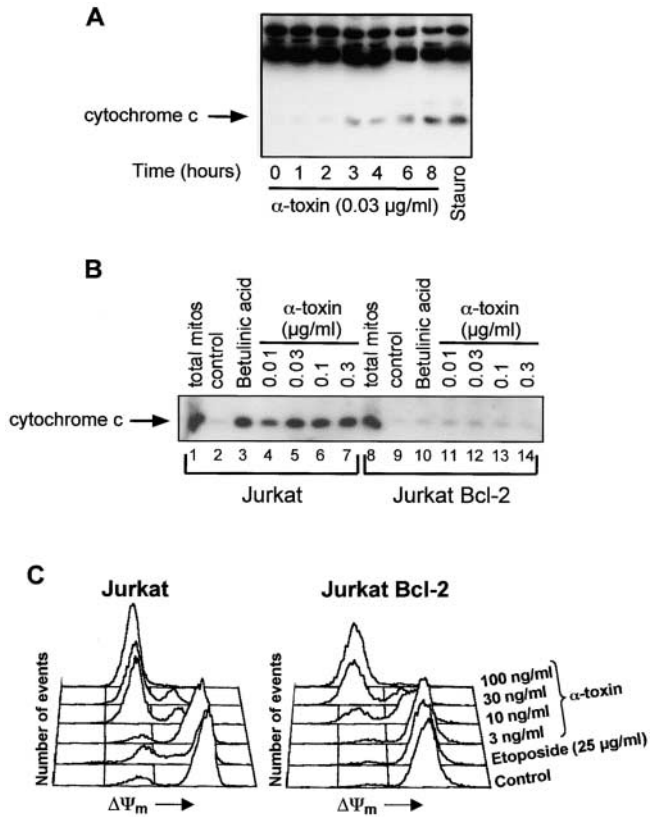 A
cytochrome c
Time (hours)
0 1 2 3 4 6 8
α-toxin (0.03 µg/ml)
Stauro
B
total mitos
control
Betulinic acid
α-toxin
(µg/ml)
0.01
0.03
0.1
0.3
total mitos
control
Betulinic acid
α-toxin
(µg/ml)
0.01
0.03
0.1
0.3
cytochrome c
1 2 3 4 5 6 7 8 9 10 11 12 13 14
Jurkat Jurkat Bcl-2
C
Jurkat Jurkat Bcl-2
Number of events
Number of events
100 ng/ml
30 ng/ml
10 ng/ml
3 ng/ml
α-toxin
Etoposide (25 µg/ml)
Control
ΔΨm
ΔΨm